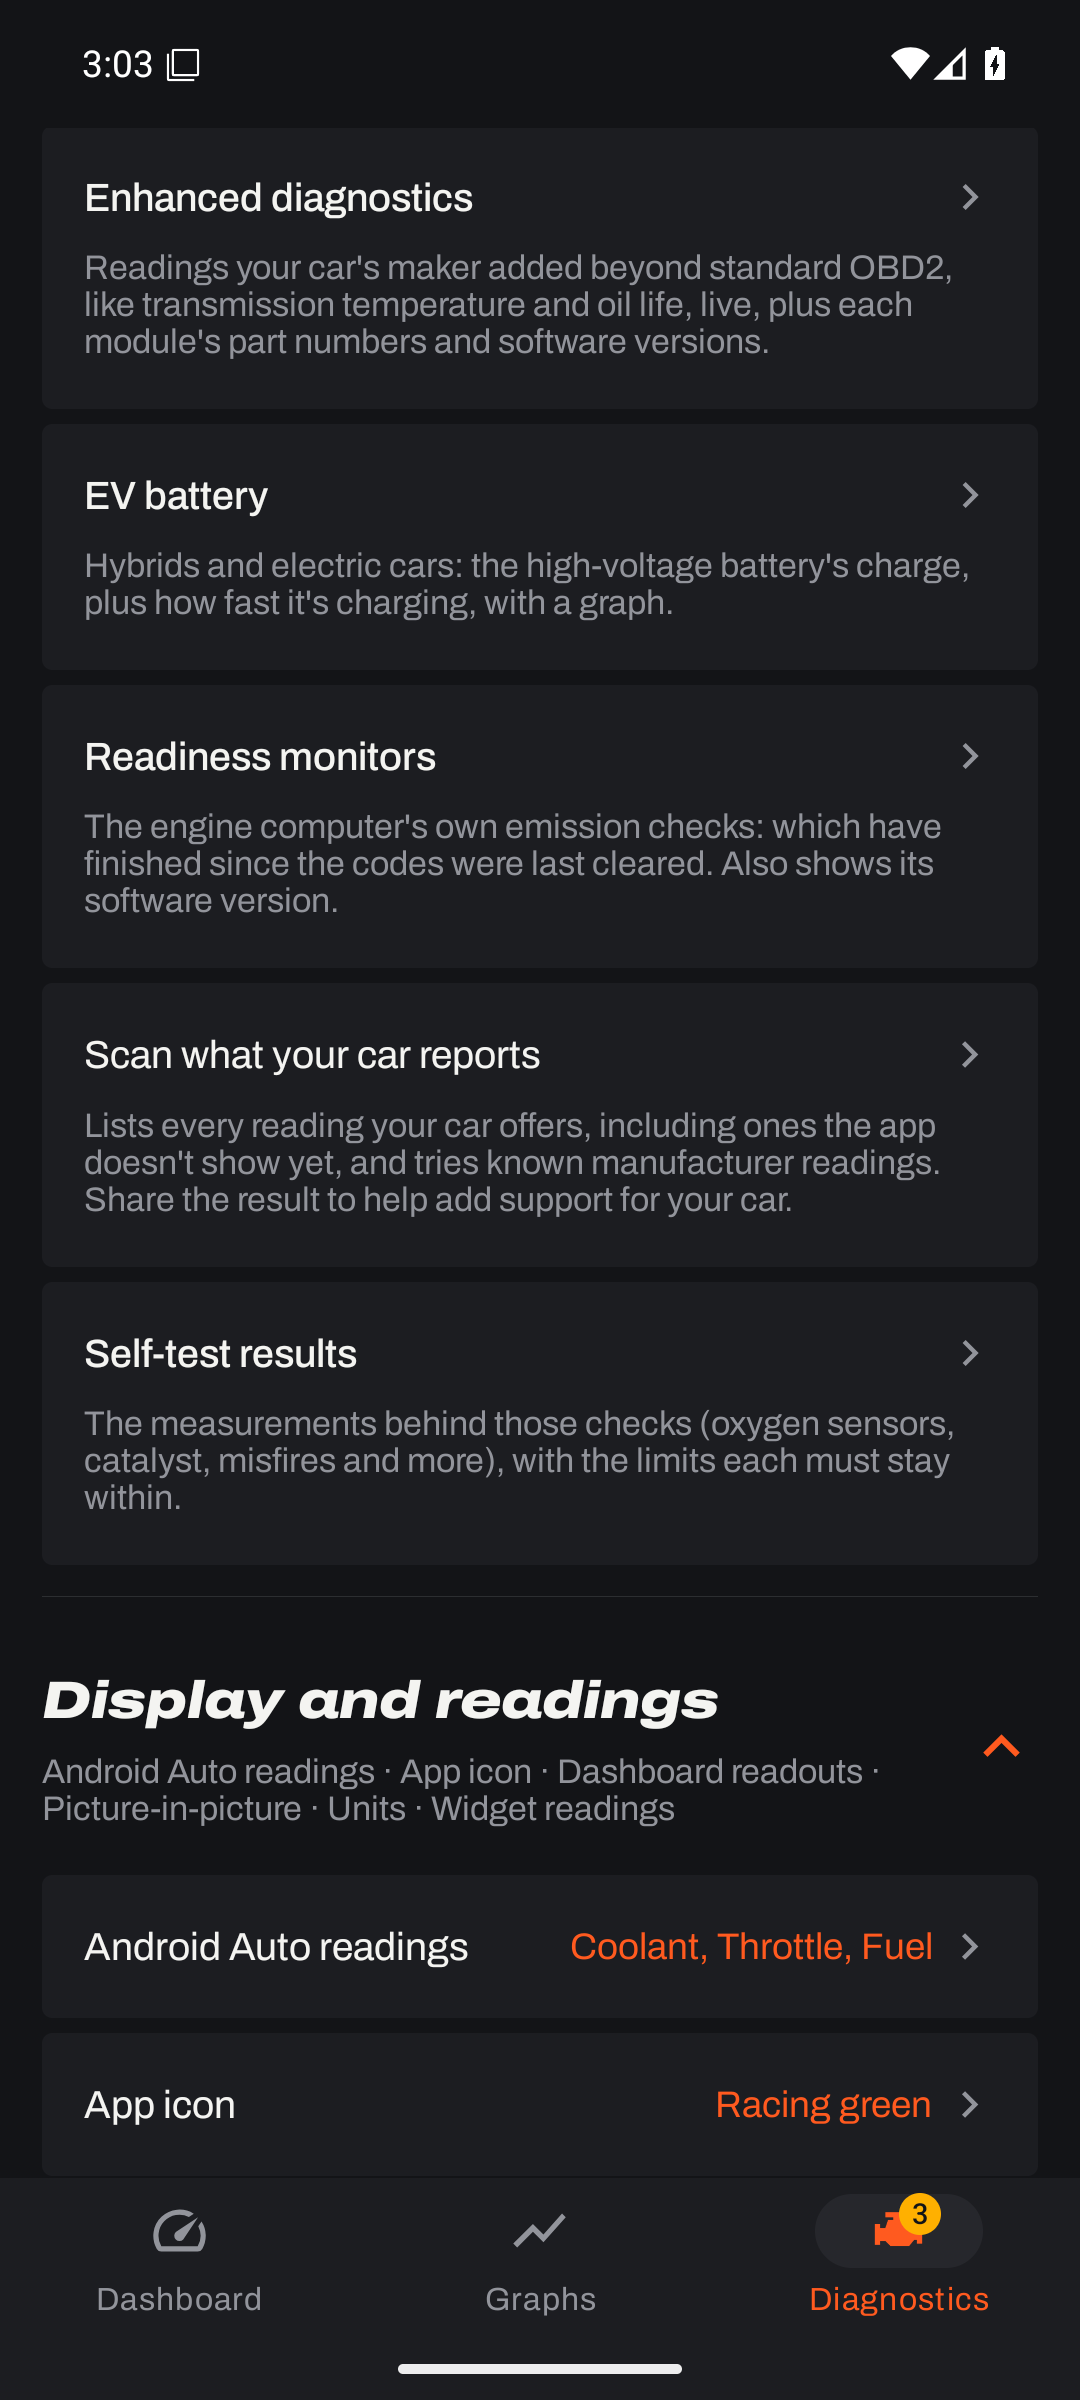 3:03
Enhanced diagnostics
Readings your car's maker added beyond standard OBD2,
like transmission temperature and oil life, live, plus each
module's part numbers and software versions.
EV battery
Hybrids and electric cars: the high-voltage battery's charge,
plus how fast it's charging, with a graph.
Readiness monitors
The engine computer's own emission checks: which have
finished since the codes were last cleared. Also shows its
software version.
Scan what your car reports
Lists every reading your car offers, including ones the app
doesn't show yet, and tries known manufacturer readings.
Share the result to help add support for your car.
Self-test results
The measurements behind those checks (oxygen sensors,
catalyst, misfires and more), with the limits each must stay
within.
Display and readings
Android Auto readings · App icon · Dashboard readouts ·
Picture-in-picture · Units · Widget readings
Android Auto readings Coolant, Throttle, Fuel
App icon Racing green
3
Dashboard Graphs Diagnostics